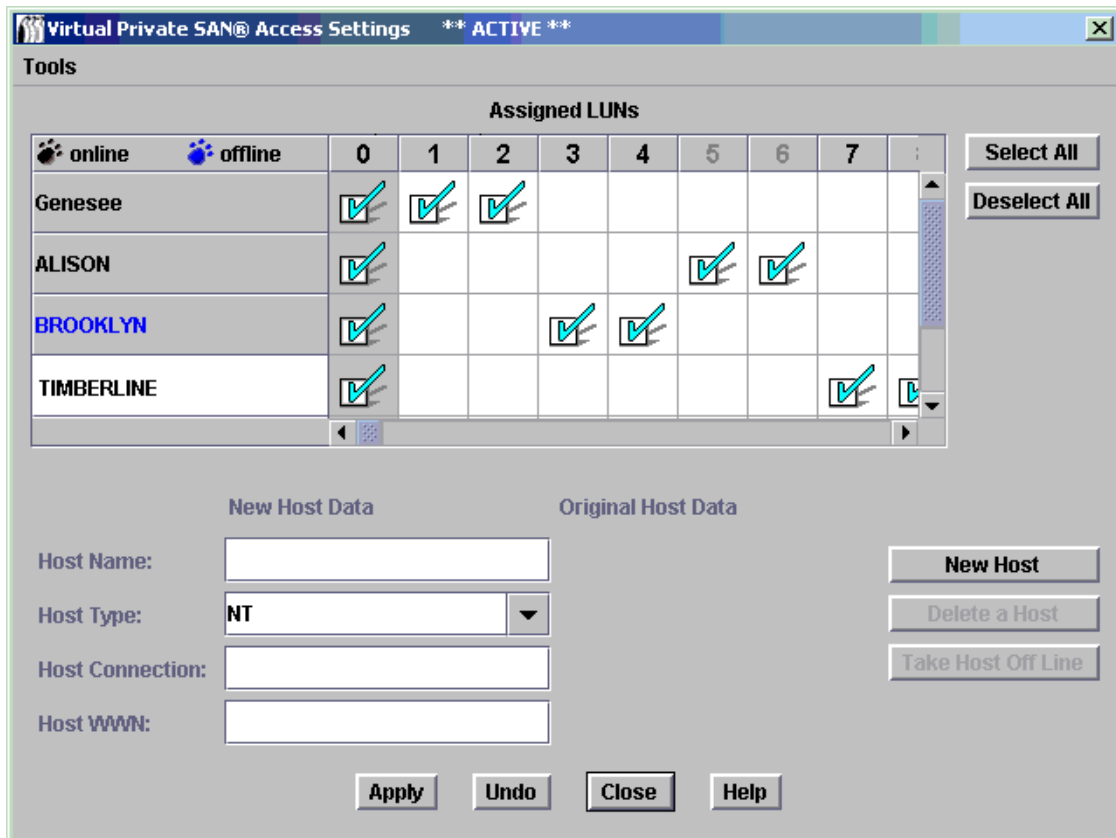 Virtual Private SAN® Access Settings ** ACTIVE **
Tools
Assigned LUNs
online offline 0 1 2 3 4 5 6 7
Select All
Genesee
Deselect All
ALISON
BROOKLYN
TIMBERLINE
New Host Data Original Host Data
Host Name:
New Host
Host Type: NT
Delete a Host
Host Connection:
Take Host Off Line
Host WWN:
Apply Undo Close Help